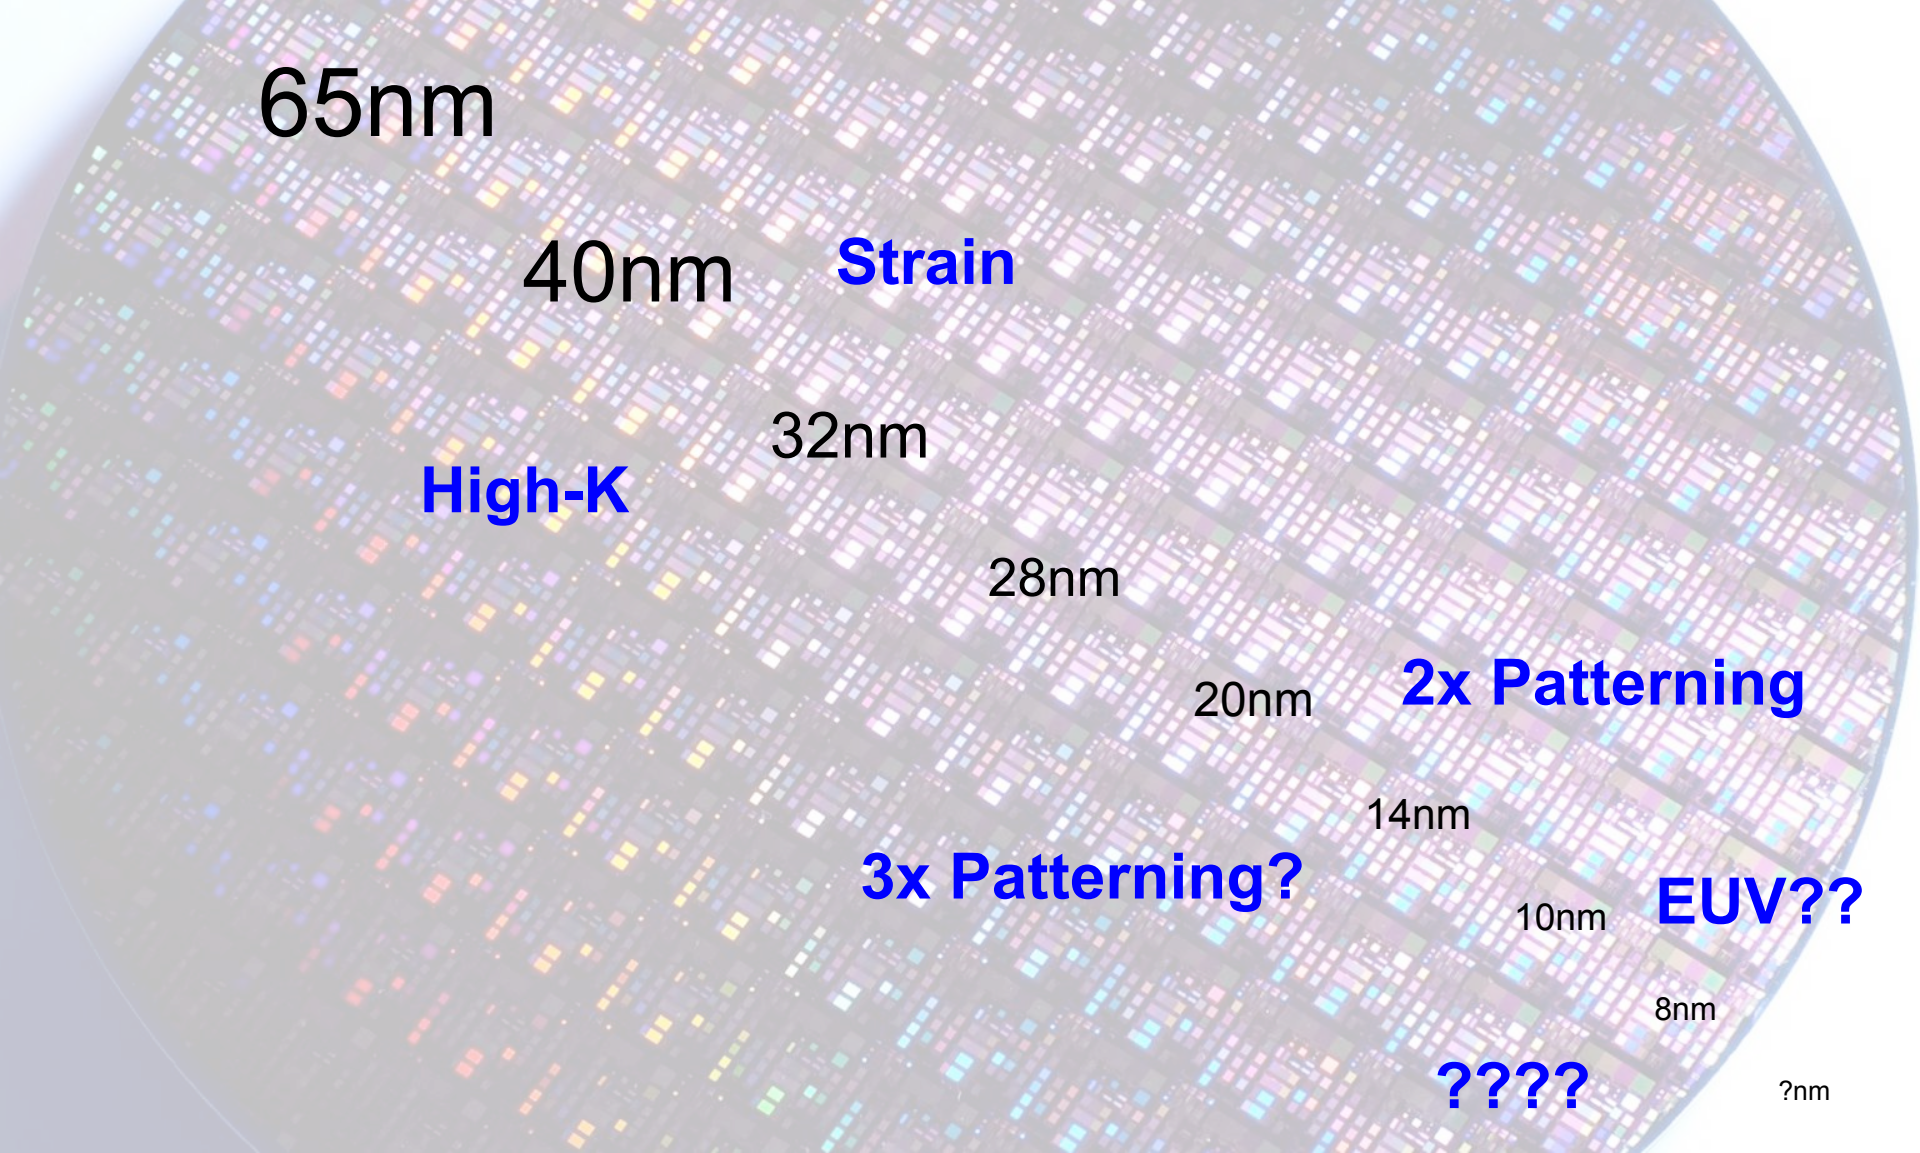 65nm
40nm
Strain
32nm
High-K
28nm
20nm
2x Patterning
14nm
3x Patterning?
10nm
EUV??
8nm
????
?nm